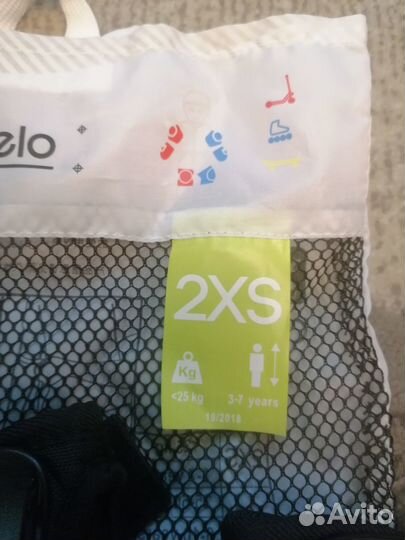 elo
2XS
Kg
<25 kg
3-7 years
10/2018
Avito